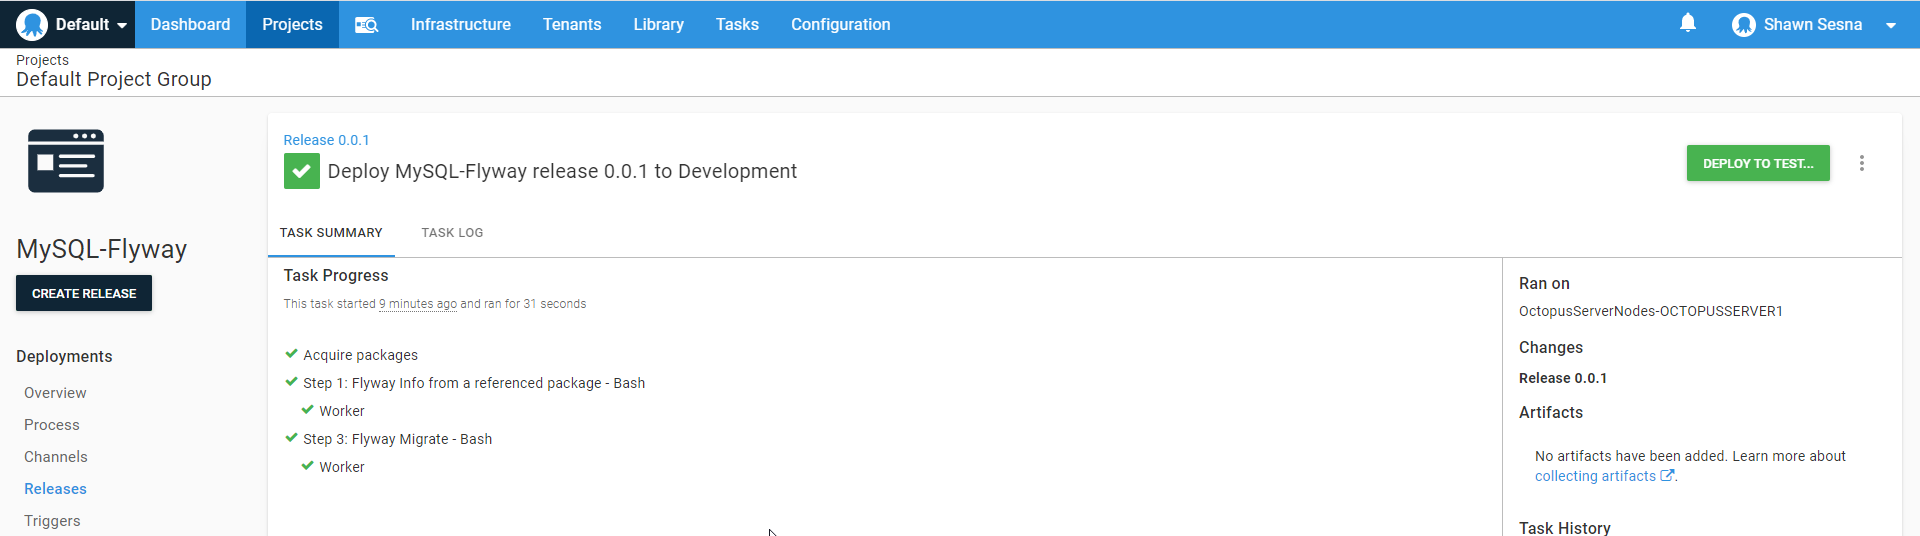 Default Dashboard Projects Infrastructure Tenants Library Tasks Configuration Shawn Sesna
Projects
Default Project Group
MySQL-Flyway
CREATE RELEASE
Deployments
Overview
Process
Channels
Releases
Triggers
Release 0.0.1
Deploy MySQL-Flyway release 0.0.1 to Development
DEPLOY TO TEST...
TASK SUMMARY TASK LOG
Task Progress
This task started 9 minutes ago and ran for 31 seconds
Acquire packages
Step 1: Flyway Info from a referenced package - Bash
Worker
Step 3: Flyway Migrate - Bash
Worker
Ran on
OctopusServerNodes-OCTOPUSSERVER1
Changes
Release 0.0.1
Artifacts
No artifacts have been added. Learn more about
collecting artifacts.
Task History